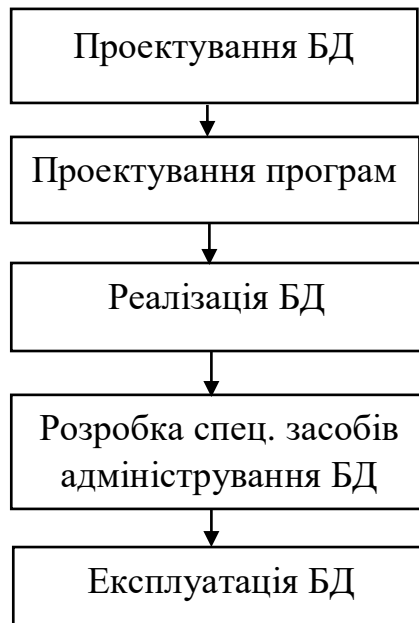 Проектування БД
Проектування програм
Реалізація БД
Розробка спец. засобів
адміністрування БД
Експлуатація БД